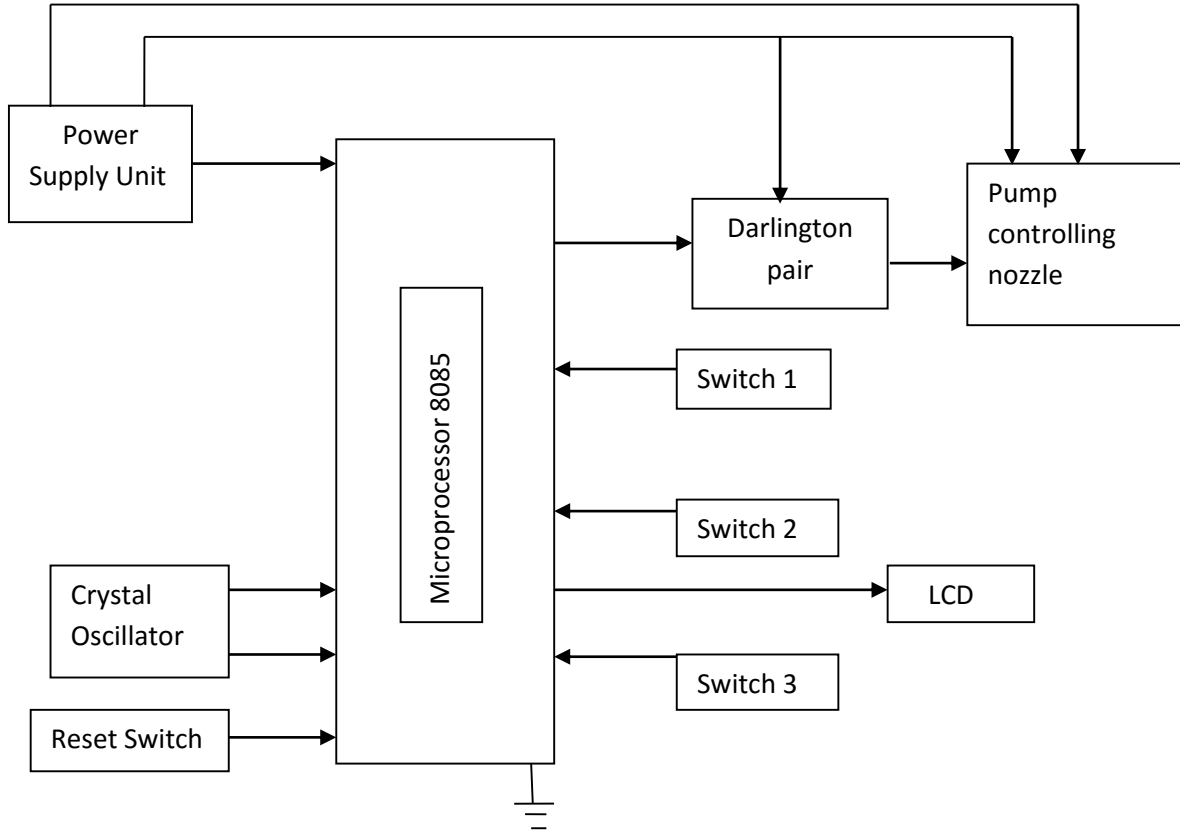 Power
Supply Unit
Darlington
pair
Pump
controlling
nozzle
Microprocessor 8085
Switch 1
Switch 2
Crystal
Oscillator
LCD
Switch 3
Reset Switch